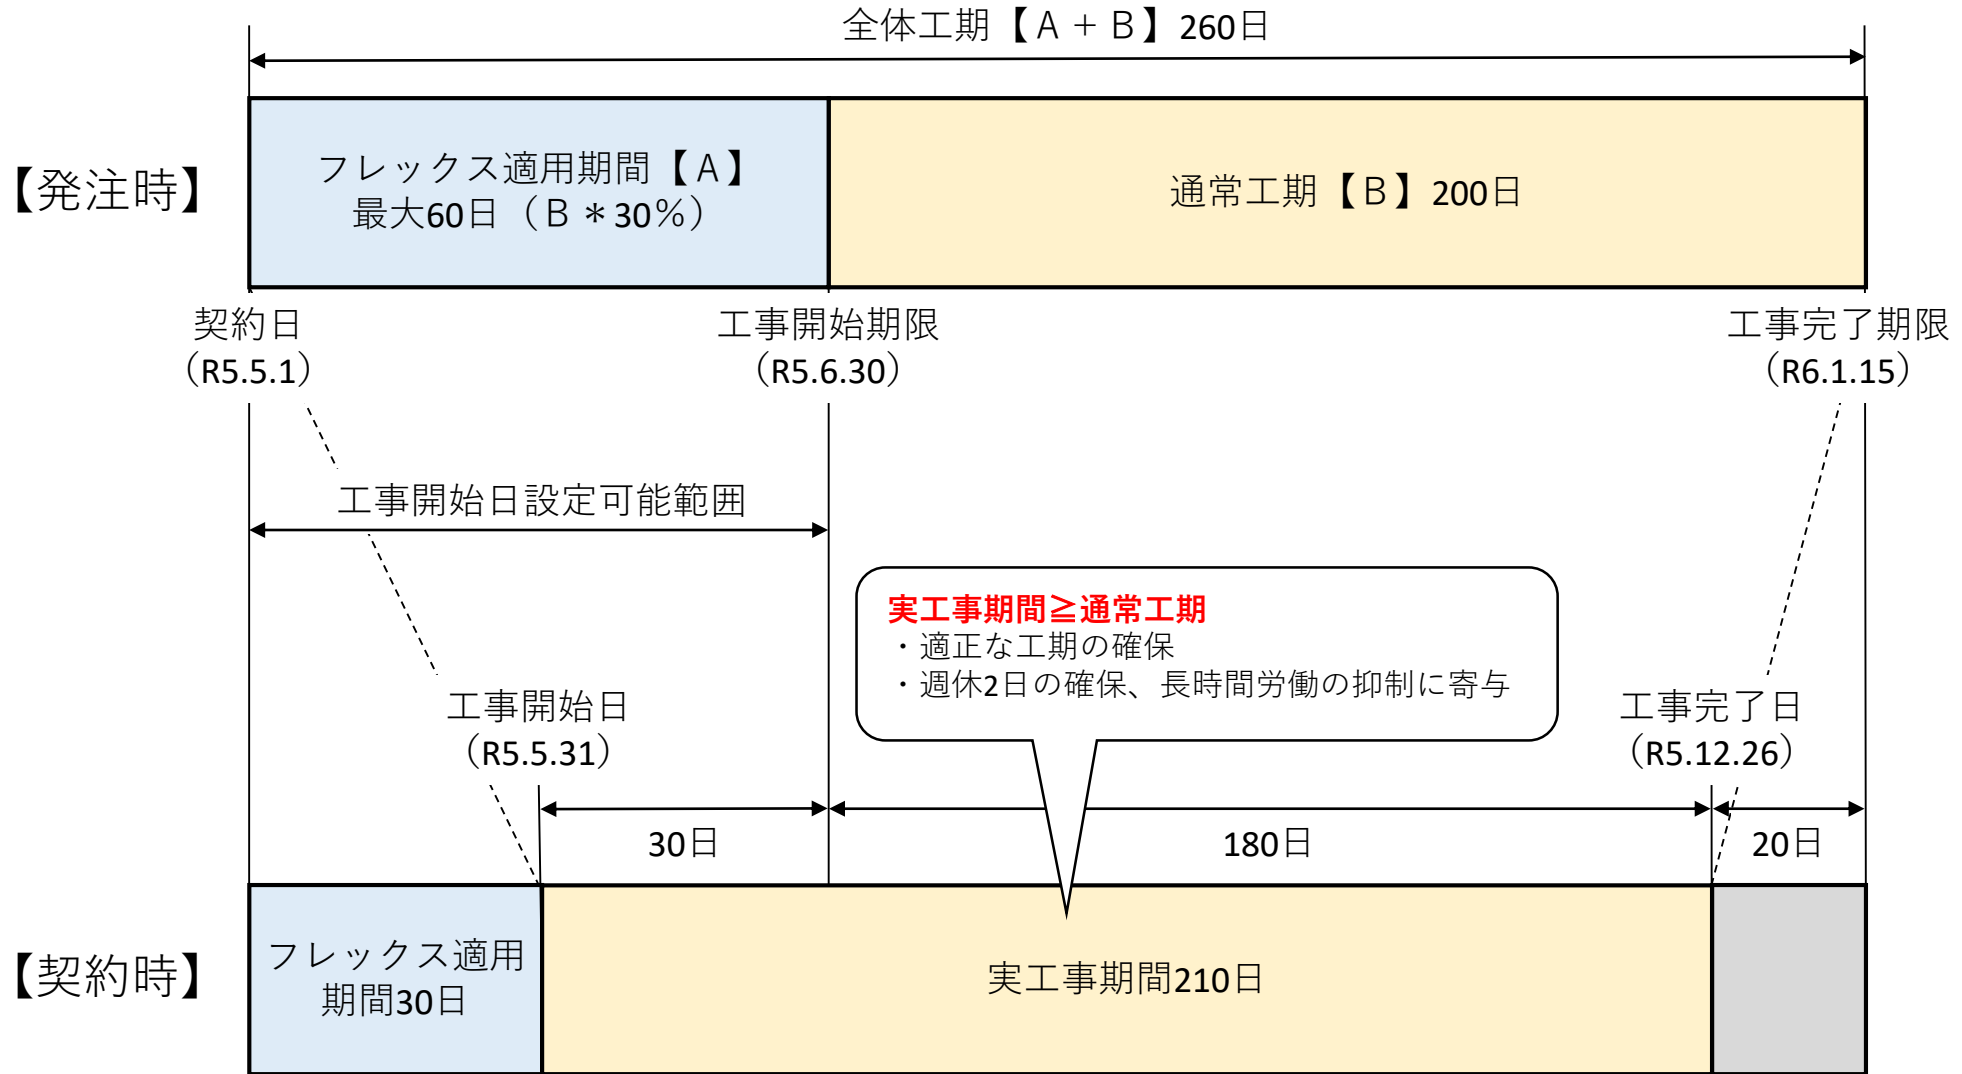 全体工期【A+B】260日
【発注時】
フレックス適用期間【A】
最大60日(B*30%)
通常工期【B】200日
契約日
(R5.5.1)
工事開始期限
(R5.6.30)
工事完了期限
(R6.1.15)
工事開始日設定可能範囲
実工事期間≧通常工期
・適正な工期の確保
・週休2日の確保、長時間労働の抑制に寄与
工事開始日
(R5.5.31)
工事完了日
(R5.12.26)
30日
180日
20日
【契約時】
フレックス適用
期間30日
実工事期間210日